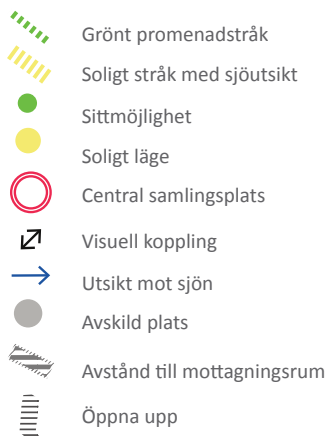 Grönt promenadstråk
Soligt stråk med sjöutsikt
Sittmöjlighet
Soligt läge
Central samlingsplats
Visuell koppling
Utsikt mot sjön
Avskild plats
Avstånd till mottagningsrum
Öppna upp